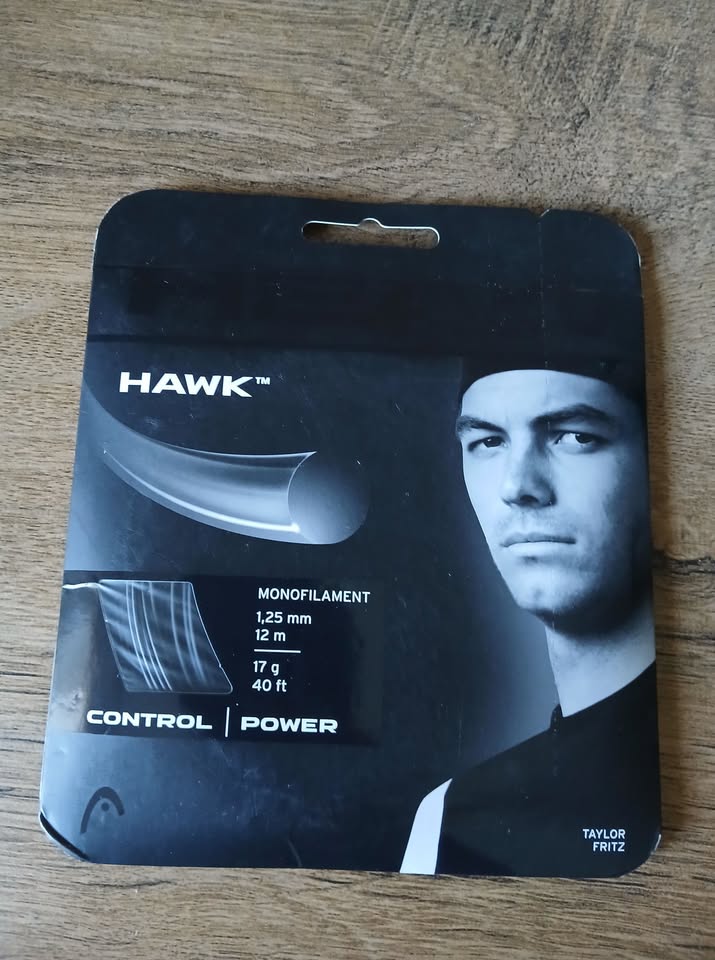 HAWK™
MONOFILAMENT
1,25 mm
12 m
17 g
40 ft
CONTROL | POWER
TAYLOR
FRITZ